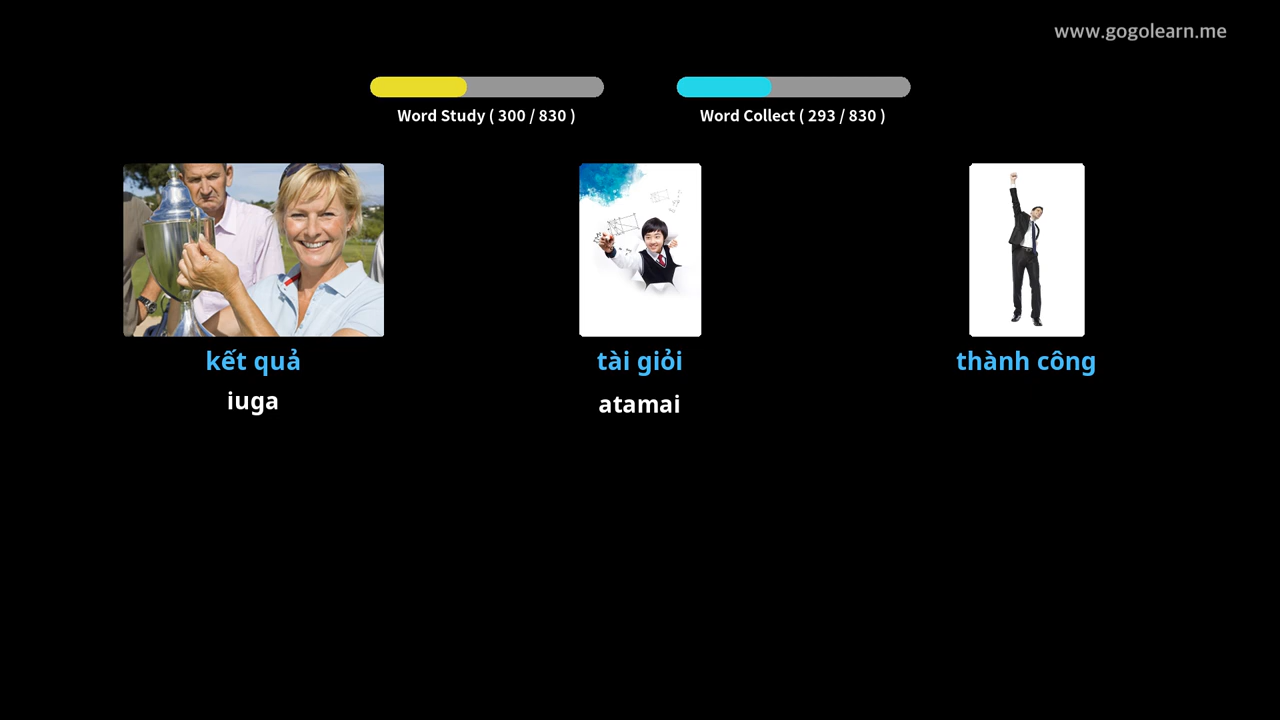 www.gogolearn.me
Word Study ( 300 / 830 )
Word Collect ( 293 / 830 )
kết quả
tài giỏi
thành công
iuga
atamai